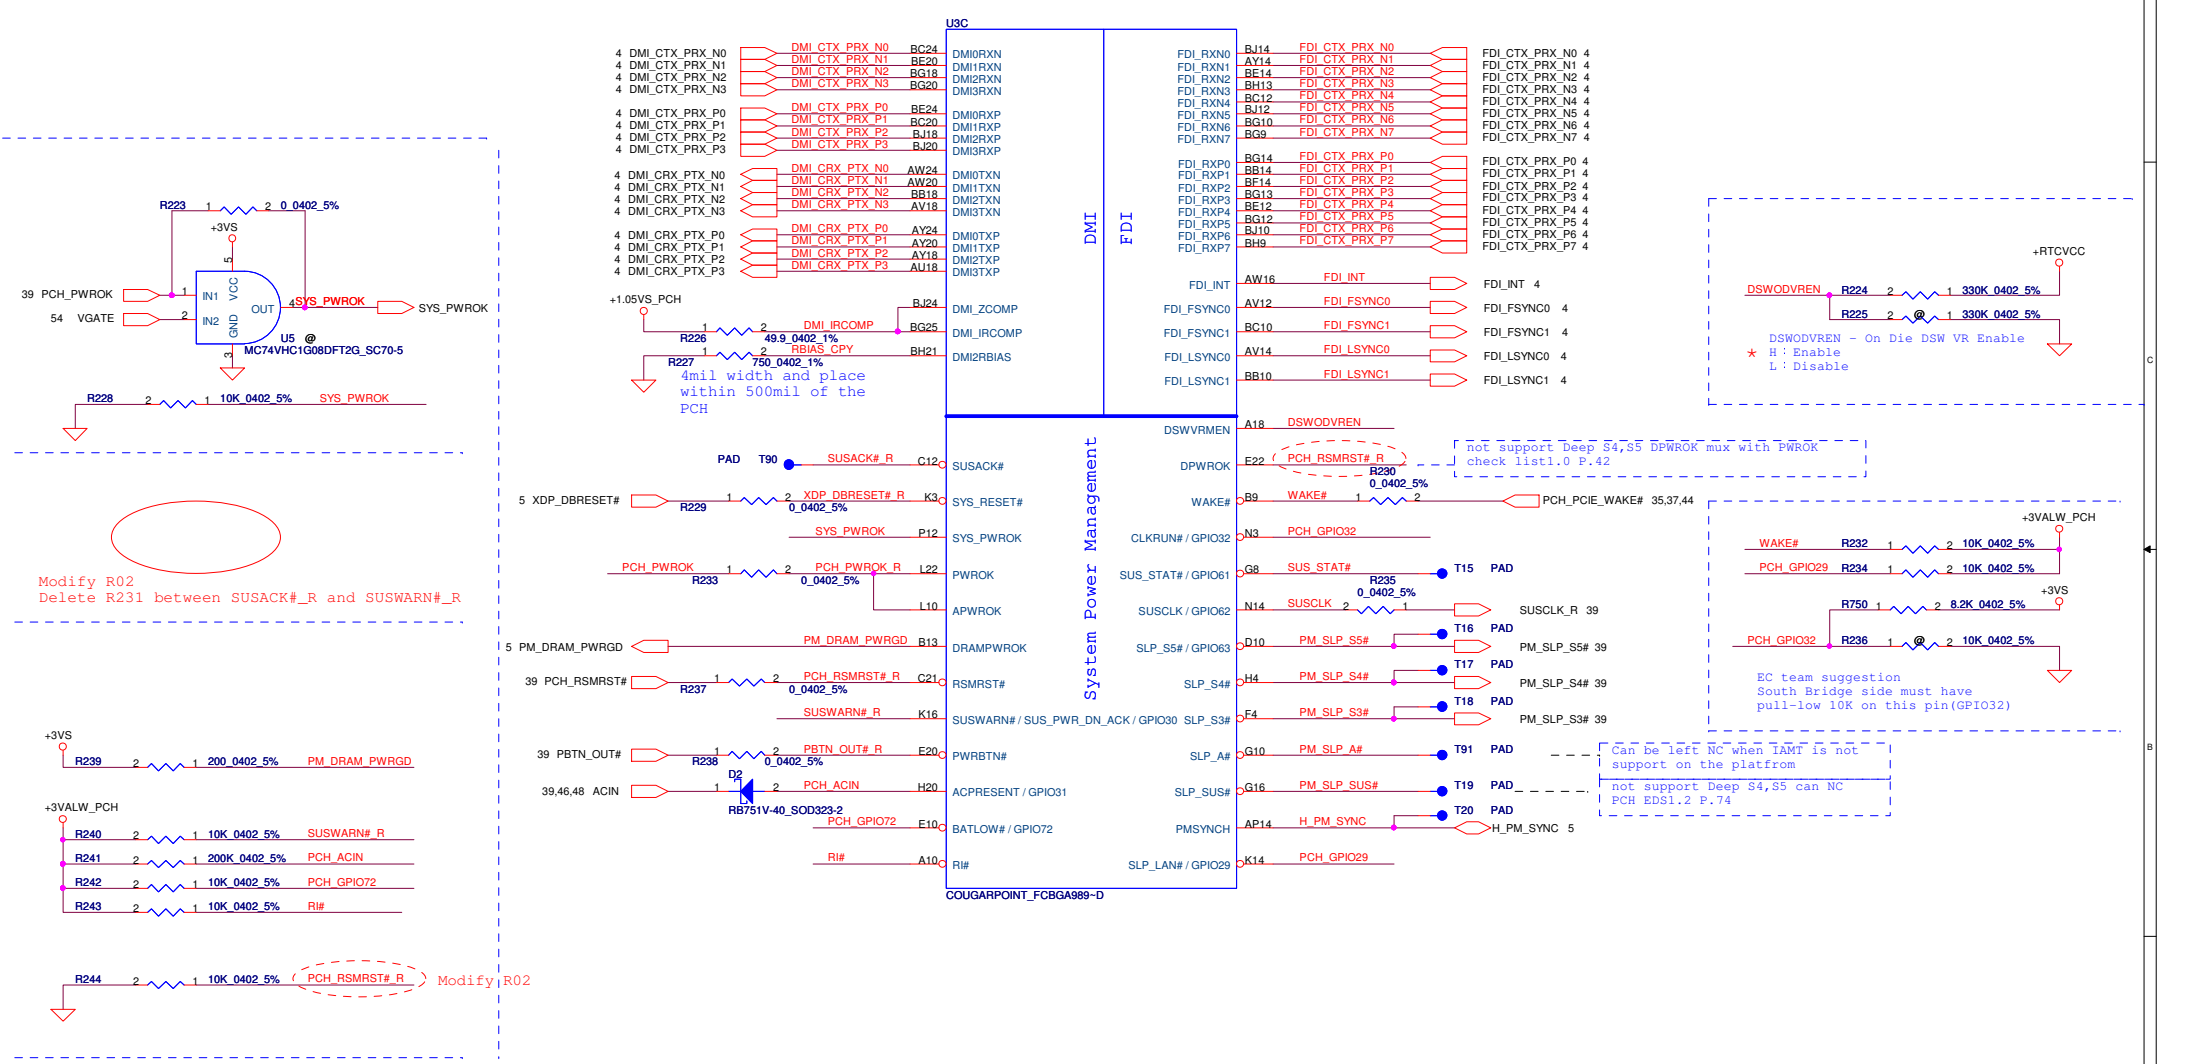 U3C
4 DMI_CTX_PRX_N0 DMI_CTX_PRX_N0 BC24 DMI0RXN
4 DMI_CTX_PRX_N1 DMI_CTX_PRX_N1 BE20 DMI1RXN
4 DMI_CTX_PRX_N2 DMI_CTX_PRX_N2 BG18 DMI2RXN
4 DMI_CTX_PRX_N3 DMI_CTX_PRX_N3 BG20 DMI3RXN
4 DMI_CTX_PRX_P0 DMI_CTX_PRX_P0 BE24 DMI0RXP
4 DMI_CTX_PRX_P1 DMI_CTX_PRX_P1 BC20 DMI1RXP
4 DMI_CTX_PRX_P2 DMI_CTX_PRX_P2 BJ18 DMI2RXP
4 DMI_CTX_PRX_P3 DMI_CTX_PRX_P3 BJ20 DMI3RXP
4 DMI_CRX_PTX_N0 DMI_CRX_PTX_N0 AW24 DMI0TXN
4 DMI_CRX_PTX_N1 DMI_CRX_PTX_N1 AW20 DMI1TXN
4 DMI_CRX_PTX_N2 DMI_CRX_PTX_N2 BB18 DMI2TXN
4 DMI_CRX_PTX_N3 DMI_CRX_PTX_N3 AV18 DMI3TXN
4 DMI_CRX_PTX_P0 DMI_CRX_PTX_P0 AY24 DMI0TXP
4 DMI_CRX_PTX_P1 DMI_CRX_PTX_P1 AY20 DMI1TXP
4 DMI_CRX_PTX_P2 DMI_CRX_PTX_P2 AY18 DMI2TXP
4 DMI_CRX_PTX_P3 DMI_CRX_PTX_P3 AU18 DMI3TXP
+1.05VS_PCH
BJ24 DMI_ZCOMP
R226 1 2 49.9_0402_1% DMI_IRCOMP BG25 DMI_IRCOMP
R227 1 2 750_0402_1% RBIAS_CPY BH21 DMI2RBIAS
4mil width and place
within 500mil of the
PCH
DMI
FDI
FDI_RXN0 BJ14 FDI_CTX_PRX_N0 FDI_CTX_PRX_N0 4
FDI_RXN1 AY14 FDI_CTX_PRX_N1 FDI_CTX_PRX_N1 4
FDI_RXN2 BE14 FDI_CTX_PRX_N2 FDI_CTX_PRX_N2 4
FDI_RXN3 BH13 FDI_CTX_PRX_N3 FDI_CTX_PRX_N3 4
FDI_RXN4 BC12 FDI_CTX_PRX_N4 FDI_CTX_PRX_N4 4
FDI_RXN5 BJ12 FDI_CTX_PRX_N5 FDI_CTX_PRX_N5 4
FDI_RXN6 BG10 FDI_CTX_PRX_N6 FDI_CTX_PRX_N6 4
FDI_RXN7 BG9 FDI_CTX_PRX_N7 FDI_CTX_PRX_N7 4
FDI_RXP0 BG14 FDI_CTX_PRX_P0 FDI_CTX_PRX_P0 4
FDI_RXP1 BB14 FDI_CTX_PRX_P1 FDI_CTX_PRX_P1 4
FDI_RXP2 BF14 FDI_CTX_PRX_P2 FDI_CTX_PRX_P2 4
FDI_RXP3 BG13 FDI_CTX_PRX_P3 FDI_CTX_PRX_P3 4
FDI_RXP4 BE12 FDI_CTX_PRX_P4 FDI_CTX_PRX_P4 4
FDI_RXP5 BG12 FDI_CTX_PRX_P5 FDI_CTX_PRX_P5 4
FDI_RXP6 BJ10 FDI_CTX_PRX_P6 FDI_CTX_PRX_P6 4
FDI_RXP7 BH9 FDI_CTX_PRX_P7 FDI_CTX_PRX_P7 4
FDI_INT AW16 FDI_INT FDI_INT 4
FDI_FSYNC0 AV12 FDI_FSYNC0 FDI_FSYNC0 4
FDI_FSYNC1 BC10 FDI_FSYNC1 FDI_FSYNC1 4
FDI_LSYNC0 AV14 FDI_LSYNC0 FDI_LSYNC0 4
FDI_LSYNC1 BB10 FDI_LSYNC1 FDI_LSYNC1 4
R223 1 2 0_0402_5%
+3VS
5
39 PCH_PWROK 1 IN1 VCC
54 VGATE 2 IN2 GND
OUT 4 SYS_PWROK SYS_PWROK
3
U5 @
MC74VHC1G08DFT2G_SC70-5
R228 2 1 10K_0402_5% SYS_PWROK
Modify R02
Delete R231 between SUSACK#_R and SUSWARN#_R
+3VS
R239 2 1 200_0402_5% PM_DRAM_PWRGD
+3VALW_PCH
R240 2 1 10K_0402_5% SUSWARN#_R
R241 2 1 200K_0402_5% PCH_ACIN
R242 2 1 10K_0402_5% PCH_GPIO72
R243 2 1 10K_0402_5% RI#
R244 2 1 10K_0402_5% PCH_RSMRST#_R Modify R02
System Power Management
PAD T90 SUSACK#_R C12 SUSACK#
5 XDP_DBRESET# R229 1 2 0_0402_5% XDP_DBRESET#_R K3 SYS_RESET#
SYS_PWROK P12 SYS_PWROK
PCH_PWROK R233 1 2 0_0402_5% PCH_PWROK_R L22 PWROK
L10 APWROK
5 PM_DRAM_PWRGD PM_DRAM_PWRGD B13 DRAMPWROK
39 PCH_RSMRST# R237 1 2 0_0402_5% PCH_RSMRST#_R C21 RSMRST#
SUSWARN#_R K16 SUSWARN# / SUS_PWR_DN_ACK / GPIO30
39 PBTN_OUT# R238 1 2 0_0402_5% PBTN_OUT#_R E20 PWRBTN#
39,46,48 ACIN 1 D2 2 RB751V-40_SOD323-2 PCH_ACIN H20 ACPRESENT / GPIO31
PCH_GPIO72 E10 BATLOW# / GPIO72
RI# A10 RI#
COUGARPOINT_FCBGA989~D
DSWVRMEN A18 DSWODVREN
DPWROK E22 PCH_RSMRST#_R
WAKE# B9 WAKE# R230 1 2 0_0402_5% PCH_PCIE_WAKE# 35,37,44
CLKRUN# / GPIO32 N3 PCH_GPIO32
SUS_STAT# / GPIO61 G8 SUS_STAT# T15 PAD
SUSCLK / GPIO62 N14 SUSCLK R235 2 1 0_0402_5% SUSCLK_R 39
SLP_S5# / GPIO63 D10 PM_SLP_S5# T16 PAD PM_SLP_S5# 39
SLP_S4# H4 PM_SLP_S4# T17 PAD PM_SLP_S4# 39
SLP_S3# F4 PM_SLP_S3# T18 PAD PM_SLP_S3# 39
SLP_A# G10 PM_SLP_A# T91 PAD
SLP_SUS# G16 PM_SLP_SUS# T19 PAD
PMSYNCH AP14 H_PM_SYNC T20 PAD H_PM_SYNC 5
SLP_LAN# / GPIO29 K14 PCH_GPIO29
not support Deep S4,S5 DPWROK mux with PWROK
check list1.0 P.42
Can be left NC when IAMT is not
support on the platfrom
not support Deep S4,S5 can NC
PCH EDS1.2 P.74
+RTCVCC
DSWODVREN R224 2 1 330K_0402_5%
R225 2 @ 1 330K_0402_5%
DSWODVREN - On Die DSW VR Enable
* H:Enable
L:Disable
+3VALW_PCH
WAKE# R232 1 2 10K_0402_5%
PCH_GPIO29 R234 1 2 10K_0402_5%
+3VS
R750 1 2 8.2K_0402_5%
PCH_GPIO32 R236 1 @ 2 10K_0402_5%
EC team suggestion
South Bridge side must have
pull-low 10K on this pin(GPIO32)
C
B